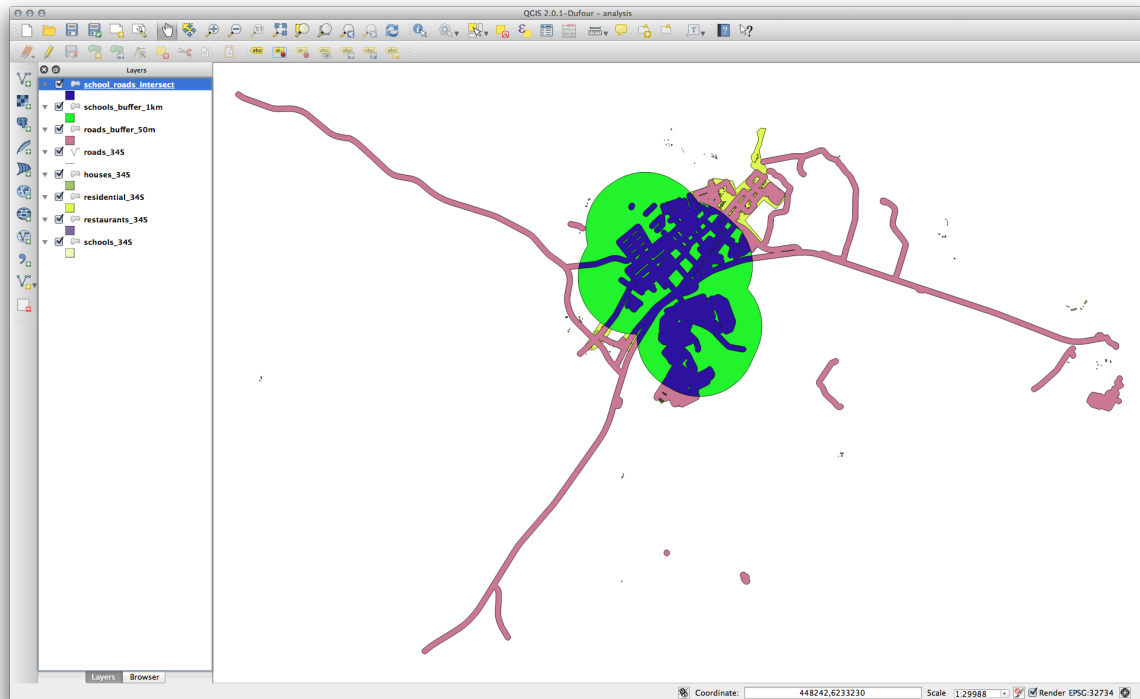 QGIS 2.0.1-Dufour - analysis
Layers
school_roads_Intersect
schools_buffer_1km
roads_buffer_50m
roads_34S
houses_34S
residential_34S
restaurants_34S
schools_34S
Layers Browser
Coordinate: 448242,6233230 Scale 1:29988 Render EPSG:32734